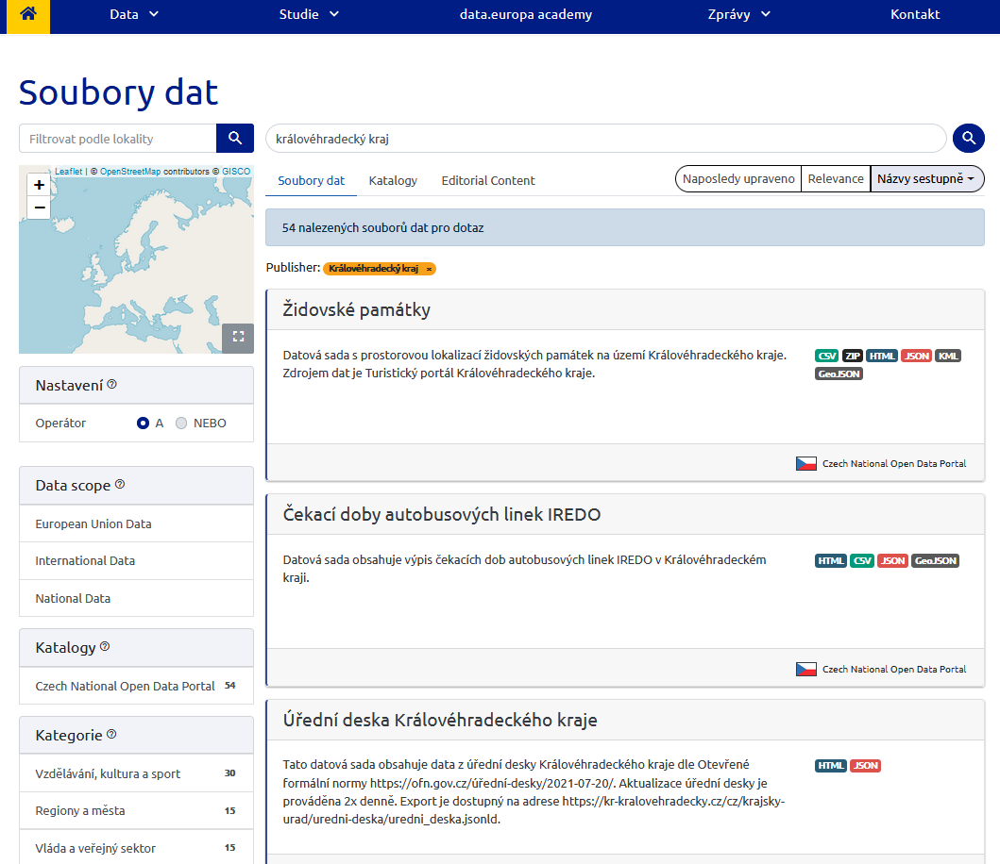 Data
Studie
data.europa academy
Zprávy
Kontakt
Soubory dat
Filtrovat podle lokality
královéhradecký kraj
+
−
Leaflet | © OpenStreetMap contributors © GISCO
Soubory dat
Katalogy
Editorial Content
Naposledy upraveno
Relevance
Názvy sestupně
54 nalezených souborů dat pro dotaz
Publisher: Královéhradecký kraj ×
Nastavení
Operátor A NEBO
Data scope
European Union Data
International Data
National Data
Katalogy
Czech National Open Data Portal 54
Kategorie
Vzdělávání, kultura a sport 30
Regiony a města 15
Vláda a veřejný sektor 15
Židovské památky
Datová sada s prostorovou lokalizací židovských památek na území Královéhradeckého kraje.
Zdrojem dat je Turistický portál Královéhradeckého kraje.
CSV ZIP HTML JSON KML
GeoJSON
Czech National Open Data Portal
Čekací doby autobusových linek IREDO
Datová sada obsahuje výpis čekacích dob autobusových linek IREDO v Královéhradeckém
kraji.
HTML CSV JSON GeoJSON
Czech National Open Data Portal
Úřední deska Královéhradeckého kraje
Tato datová sada obsahuje data z úřední desky Královéhradeckého kraje dle Otevřené
formální normy https://ofn.gov.cz/úřední-desky/2021-07-20/. Aktualizace úřední desky je
prováděna 2x denně. Export je dostupný na adrese https://kr-kralovehradecky.cz/cz/krajsky-
urad/uredni-deska/uredni_deska.jsonld.
HTML JSON